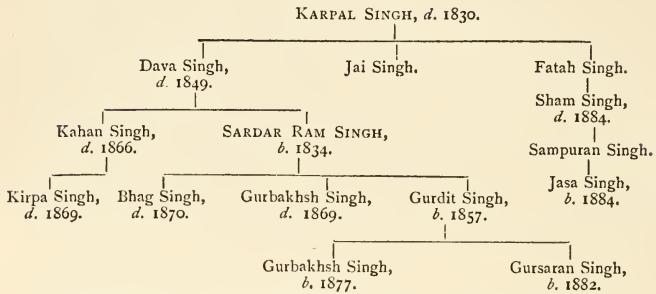 KARPAL SINGH, d. 1830.
Dava Singh, Jai Singh. Fatah Singh.
d. 1849.
Sham Singh,
d. 1884.
Kahan Singh, SARDAR RAM SINGH,
d. 1866. b. 1834.
Sampuran Singh.
Kirpa Singh, Bhag Singh, Gurbakhsh Singh, Gurdit Singh, Jasa Singh,
d. 1869. d. 1870. d. 1869. b. 1857. b. 1884.
Gurbakhsh Singh, Gursaran Singh,
b. 1877. b. 1882.